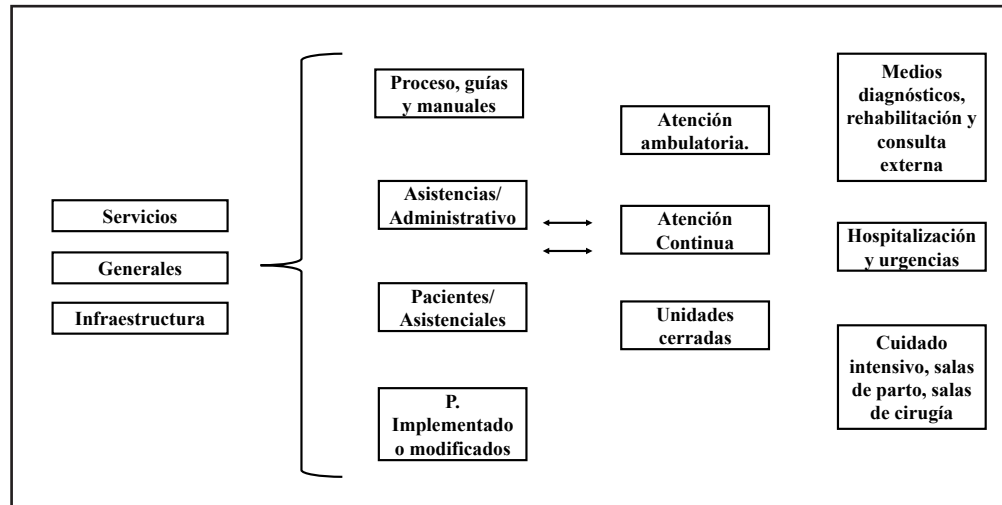 Servicios
Generales
Infraestructura
Proceso, guías
y manuales
Asistencias/
Administrativo
Pacientes/
Asistenciales
P.
Implementado
o modificados
Atención
ambulatoria.
Atención
Continua
Unidades
cerradas
Medios
diagnósticos,
rehabilitación y
consulta
externa
Hospitalización
y urgencias
Cuidado
intensivo, salas
de parto, salas
de cirugía